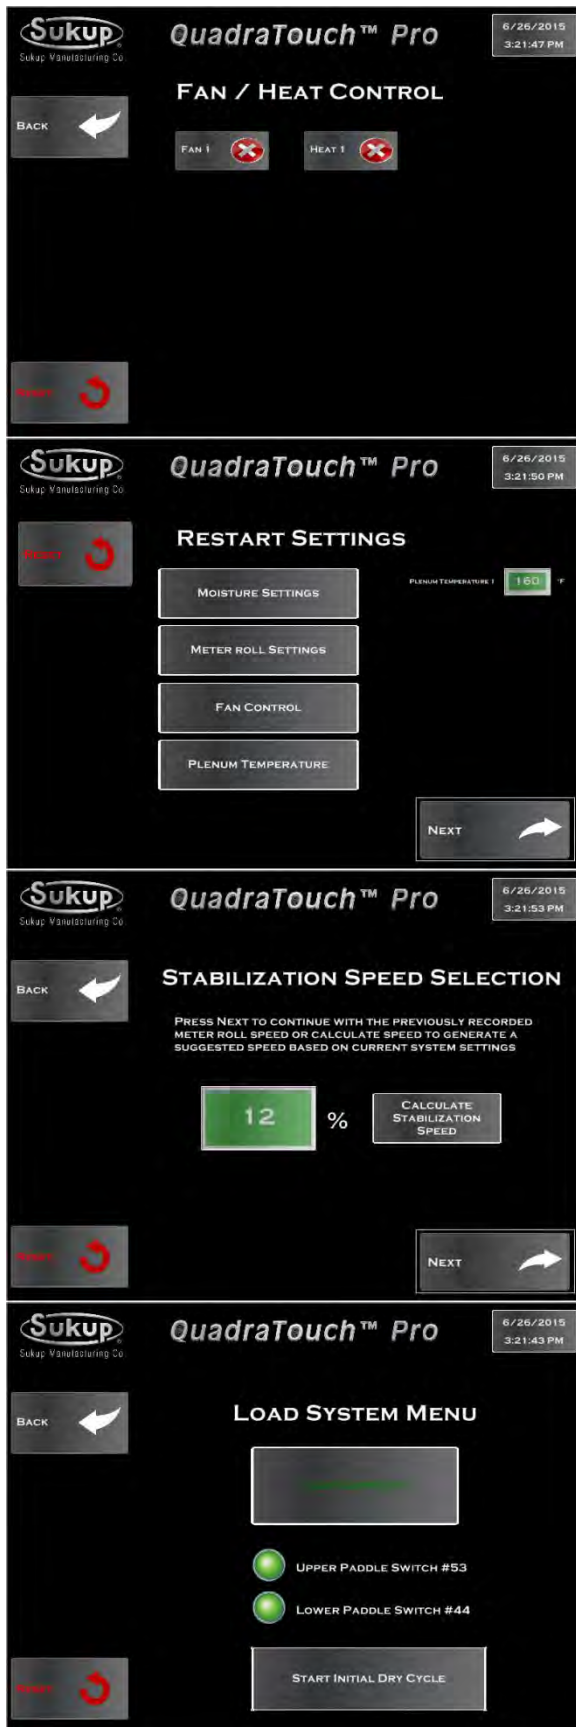 Sukup
Sukup Manufacturing Co.
QuadraTouch™ Pro
6/26/2015
3:21:47 PM
FAN / HEAT CONTROL
BACK
FAN 1
HEAT 1
RESET
Sukup
Sukup Manufacturing Co.
QuadraTouch™ Pro
6/26/2015
3:21:50 PM
RESET
RESTART SETTINGS
MOISTURE SETTINGS
PLENUM TEMPERATURE 1 160 °F
METER ROLL SETTINGS
FAN CONTROL
PLENUM TEMPERATURE
NEXT
Sukup
Sukup Manufacturing Co.
QuadraTouch™ Pro
6/26/2015
3:21:53 PM
BACK
STABILIZATION SPEED SELECTION
PRESS NEXT TO CONTINUE WITH THE PREVIOUSLY RECORDED
METER ROLL SPEED OR CALCULATE SPEED TO GENERATE A
SUGGESTED SPEED BASED ON CURRENT SYSTEM SETTINGS
12 %
CALCULATE
STABILIZATION
SPEED
RESET
NEXT
Sukup
Sukup Manufacturing Co.
QuadraTouch™ Pro
6/26/2015
3:21:43 PM
BACK
LOAD SYSTEM MENU
UPPER PADDLE SWITCH #53
LOWER PADDLE SWITCH #44
START INITIAL DRY CYCLE
RESET